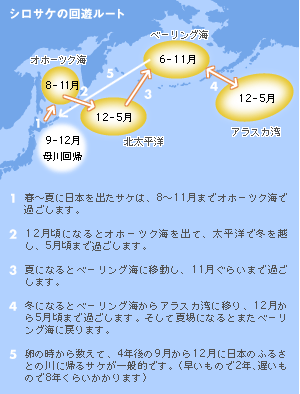 シロサケの回遊ルート
ベーリング海
オホーツク海
6-11月
8-11月
5
4
3
2
12-5月
12-5月
1
アラスカ湾
9-12月
北太平洋
母川回帰
1 春〜夏に日本を出たサケは、8〜11月までオホーツク海で
過ごします。
2 12月頃になるとオホーツク海を出て、太平洋で冬を越
し、5月頃まで過ごします。
3 夏になるとベーリング海に移動し、11月ぐらいまで過ご
します。
4 冬になるとベーリング海からアラスカ湾に移り、12月か
ら5月頃まで過ごします。そして夏場になるとまたベーリ
ング海に戻ります。
5 卵の時から数えて、4年後の9月から12月に日本のふるさ
との川に帰るサケが一般的です。(早いもので2年、遅いい
もので8年くらいかかります)